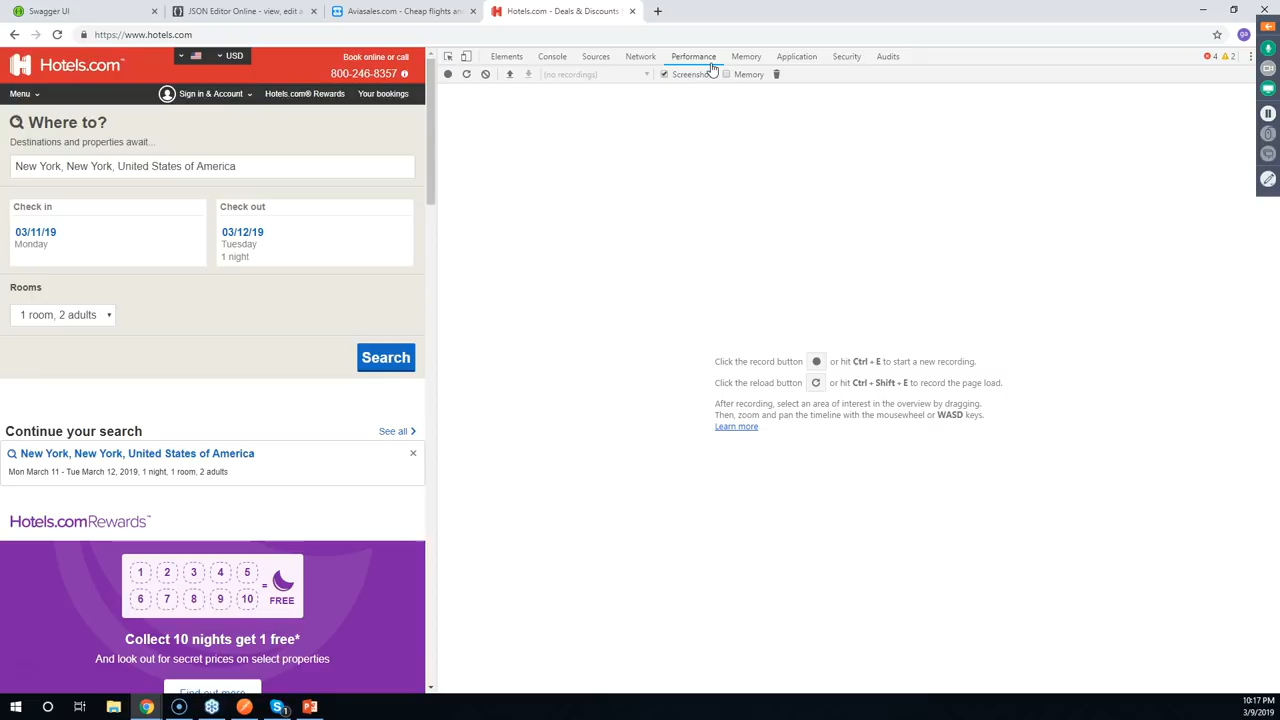 Swagger UI
JSON Editor Online - view, edit a
Aviasales.com - Cheap flights and
Hotels.com - Deals & Discounts
https://www.hotels.com
Hotels.com™
USD
Book online or call
800-246-8357
Menu
Sign in & Account
Hotels.com® Rewards
Your bookings
Where to?
Destinations and properties await...
New York, New York, United States of America
Check in
Check out
03/11/19
03/12/19
Monday
Tuesday
1 night
Rooms
1 room, 2 adults
Search
Continue your search
See all
New York, New York, United States of America
Mon March 11 - Tue March 12, 2019, 1 night, 1 room, 2 adults
Hotels.comRewards™
1 2 3 4 5
6 7 8 9 10
=
FREE
Collect 10 nights get 1 free*
And look out for secret prices on select properties
Find out more
Elements
Console
Sources
Network
Performance
Memory
Application
Security
Audits
4
2
(no recordings)
Memory
Click the record button or hit Ctrl + E to start a new recording.
Click the reload button or hit Ctrl + Shift + E to record the page load.
After recording, select an area of interest in the overview by dragging.
Then, zoom and pan the timeline with the mousewheel or WASD keys.
Learn more
10:17 PM
3/9/2019